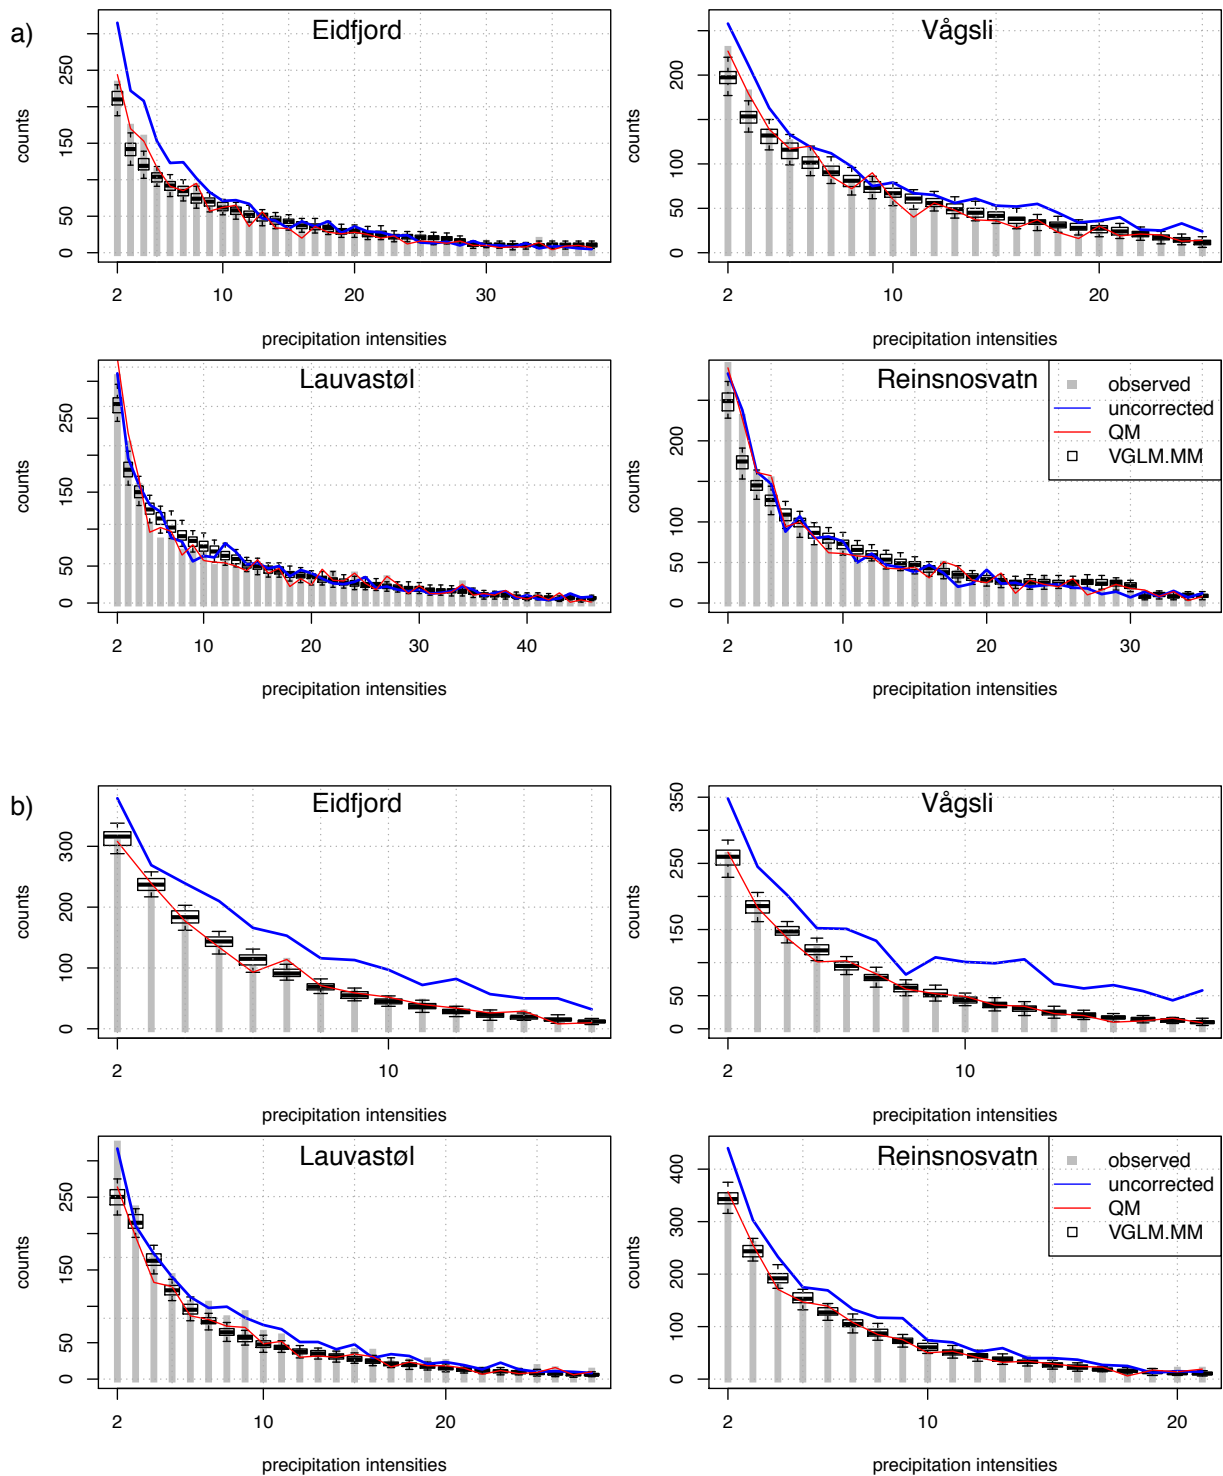 a)
Eidfjord
counts
0
50
150
250
2
10
20
30
precipitation intensities
Vågsli
counts
0
50
100
200
2
10
20
precipitation intensities
Lauvastøl
counts
0
50
150
250
2
10
20
30
40
precipitation intensities
Reinsnosvatn
counts
0
50
100
200
2
10
20
30
precipitation intensities
observed
uncorrected
QM
VGLM.MM
b)
Eidfjord
counts
0
100
200
300
2
10
precipitation intensities
Vågsli
counts
0
50
150
250
350
2
10
precipitation intensities
Lauvastøl
counts
0
50
150
250
2
10
20
precipitation intensities
Reinsnosvatn
counts
0
100
200
300
400
2
10
20
precipitation intensities
observed
uncorrected
QM
VGLM.MM